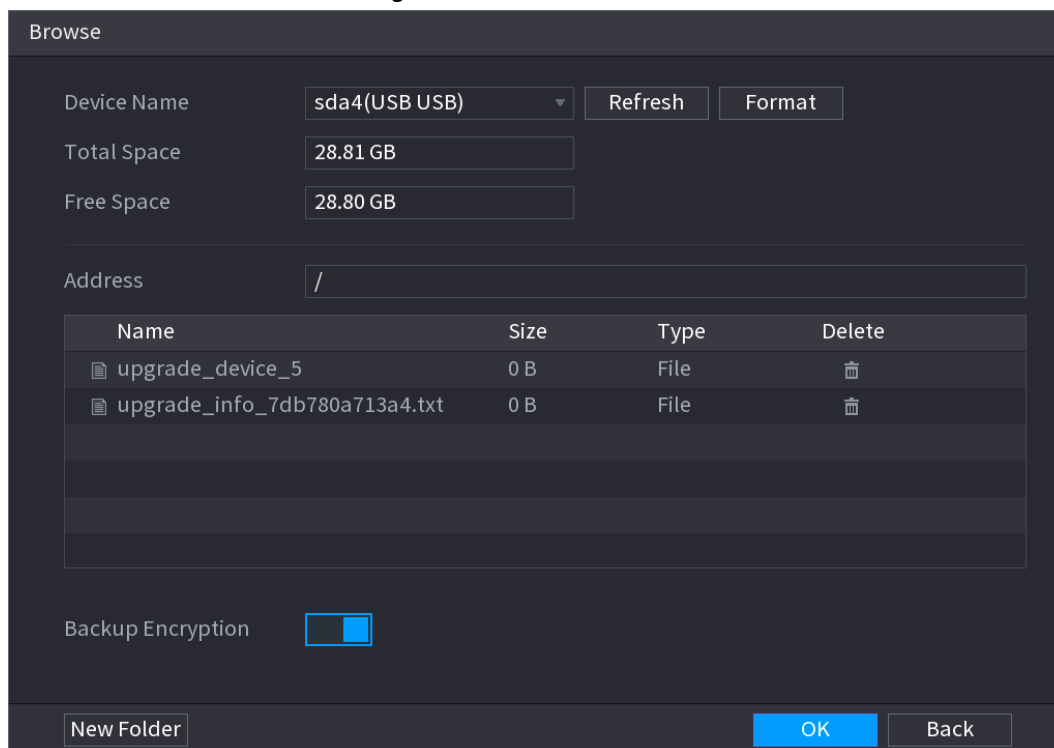 Browse
Device Name sda4(USB USB) Refresh Format
Total Space 28.81 GB
Free Space 28.80 GB
Address /
Name Size Type Delete
upgrade_device_5 0 B File
upgrade_info_7db780a713a4.txt 0 B File
Backup Encryption
New Folder OK Back